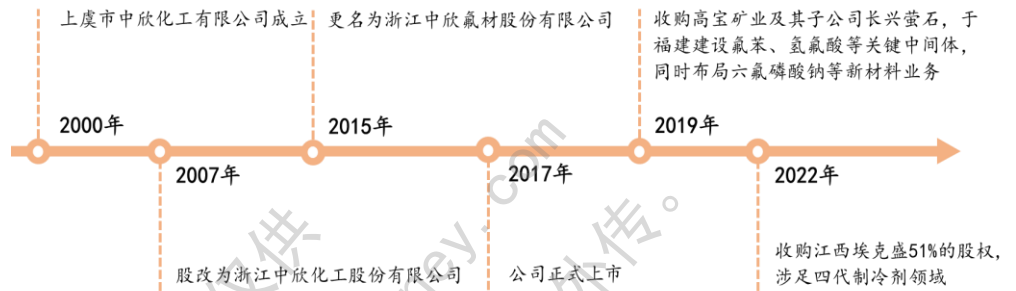 上虞市中欣化工有限公司成立
更名为浙江中欣氟材股份有限公司
收购高宝矿业及其子公司长兴萤石，于
福建建设氟苯、氢氟酸等关键中间体，
同时布局六氟磷酸钠等新材料业务
2000年
2015年
2019年
2007年
2017年
2022年
股改为浙江中欣化工股份有限公司
公司正式上市
收购江西埃克盛51%的股权，
涉足四代制冷剂领域
仅供
key.com
外传。